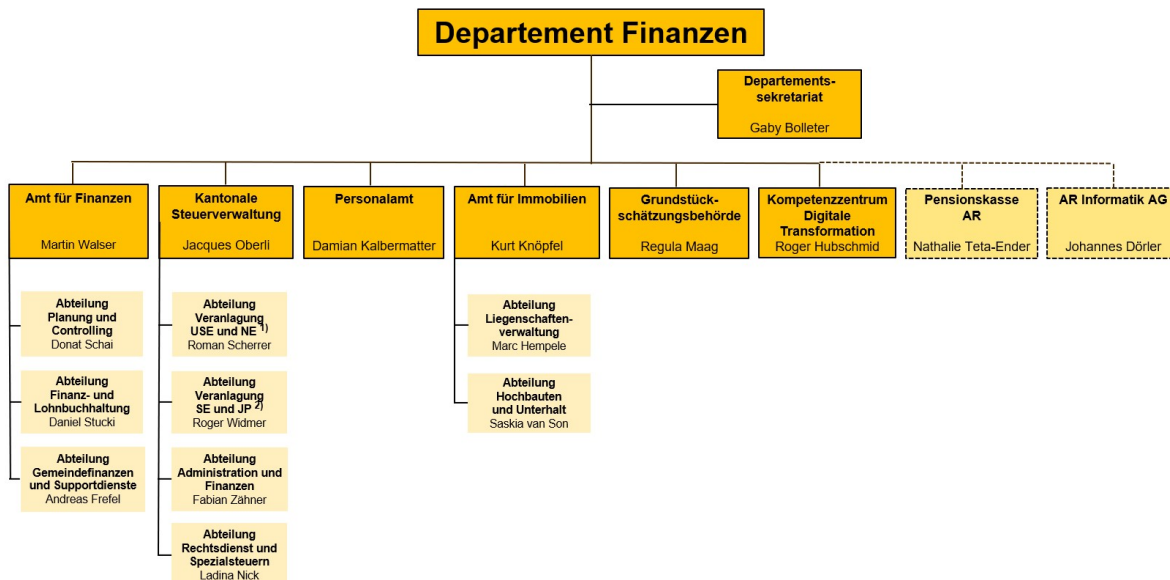 Departement Finanzen
Departements-
sekretariat
Gaby Bolleter
Amt für Finanzen
Martin Walser
Kantonale
Steuerverwaltung
Jacques Oberli
Personalamt
Damian Kalbermatter
Amt für Immobilien
Kurt Knöpfel
Grundstück-
schätzungsbehörde
Regula Maag
Kompetenzzentrum
Digitale
Transformation
Roger Hubschmid
Pensionskasse
AR
Nathalie Teta-Ender
AR Informatik AG
Johannes Dörler
Abteilung
Planung und
Controlling
Donat Schai
Abteilung
Finanz- und
Lohnbuchhaltung
Daniel Stucki
Abteilung
Gemeindefinanzen
und Supportdienste
Andreas Frefel
Abteilung
Veranlagung
USE und NE 1)
Roman Scherrer
Abteilung
Veranlagung
SE und JP 2)
Roger Widmer
Abteilung
Administration und
Finanzen
Fabian Zähner
Abteilung
Rechtsdienst und
Spezialsteuern
Ladina Nick
Abteilung
Liegenschaften-
verwaltung
Marc Hempele
Abteilung
Hochbauten
und Unterhalt
Saskia van Son